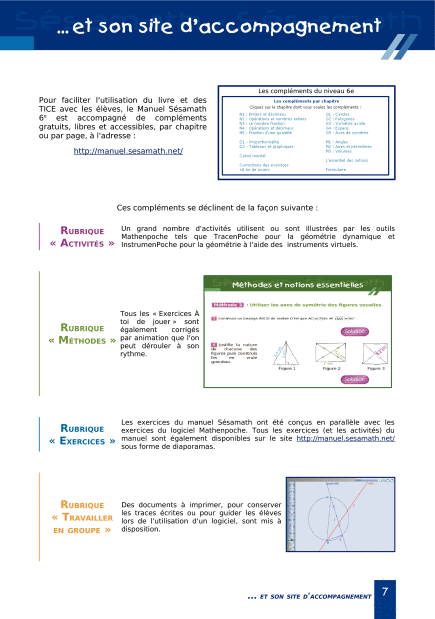 ... et son site d'accompagnement
Pour faciliter l'utilisation du livre et des
TICE avec les élèves, le Manuel Sésamath
6e est accompagné de compléments
gratuits, libres et accessibles, par chapitre
ou par page, à l'adresse :
http://manuel.sesamath.net/
Les compléments du niveau 6e
Les compléments par chapitre
Cliquez sur le chapitre dont vous voulez les compléments :
N1 : Entiers et décimaux
N2 : Opérations et nombres entiers
N3 : Le nombre fraction
N4 : Opérations et décimaux
N5 : Fraction d'une quantité
D1 : Proportionnalité
D2 : Tableaux et graphiques
Calcul mental
Corrections des exercices
«À toi de jouer»
G1 : Cercles
G2 : Polygones
G3 : Symétrie axiale
G4 : Espace
G5 : Axes de symétrie
M1 : Angles
M2 : Aires et périmètres
M3 : Volumes
L'essentiel des notions
Formulaire
Ces compléments se déclinent de la façon suivante :
Rubrique
« Activités »
Un grand nombre d'activités utilisent ou sont illustrées par les outils
Mathenpoche tels que TracenPoche pour la géométrie dynamique et
InstrumenPoche pour la géométrie à l'aide des instruments virtuels.
Rubrique
« Méthodes »
Tous les « Exercices À
toi de jouer » sont
également corrigés
par animation que l'on
peut dérouler à son
rythme.
Méthodes et notions essentielles
Méthode 3 : Utiliser les axes de symétrie des figures usuelles
Solution
Justifie la nature
de chacune des
figures puis construis
les en vraie
grandeur.
Figure 1
Figure 2
Figure 3
Solution
Rubrique
« Exercices »
Les exercices du manuel Sésamath ont été conçus en parallèle avec les
exercices du logiciel Mathenpoche. Tous les exercices (et les activités) du
manuel sont également disponibles sur le site http://manuel.sesamath.net/
sous forme de diaporamas.
Rubrique
« Travailler
en groupe »
Des documents à imprimer, pour conserver
les traces écrites ou pour guider les élèves
lors de l'utilisation d'un logiciel, sont mis à
disposition.
... et son site d'accompagnement
7